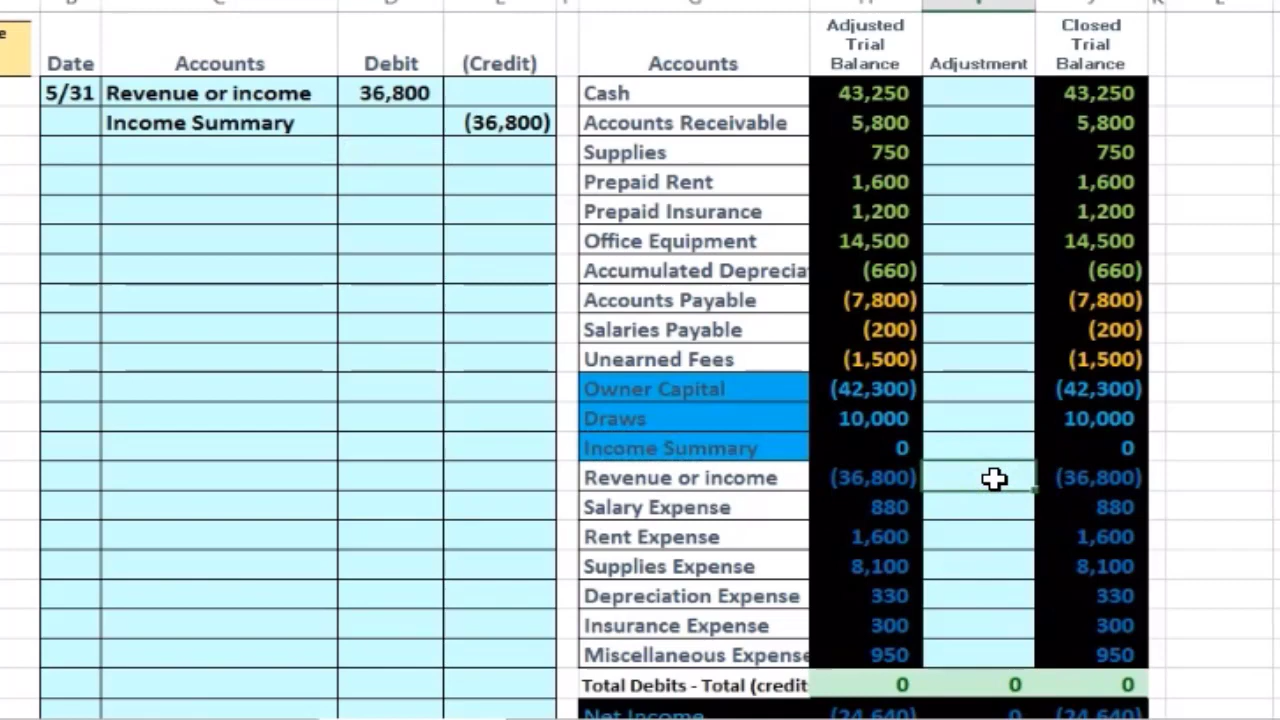 Adjusted Closed
Trial Trial
Date Accounts Debit (Credit) Accounts Balance Adjustment Balance
5/31 Revenue or income 36,800 Cash 43,250 43,250
Income Summary (36,800) Accounts Receivable 5,800 5,800
Supplies 750 750
Prepaid Rent 1,600 1,600
Prepaid Insurance 1,200 1,200
Office Equipment 14,500 14,500
Accumulated Deprecia (660) (660)
Accounts Payable (7,800) (7,800)
Salaries Payable (200) (200)
Unearned Fees (1,500) (1,500)
Owner Capital (42,300) (42,300)
Draws 10,000 10,000
Income Summary 0 0
Revenue or income (36,800) (36,800)
Salary Expense 880 880
Rent Expense 1,600 1,600
Supplies Expense 8,100 8,100
Depreciation Expense 330 330
Insurance Expense 300 300
Miscellaneous Expense 950 950
Total Debits - Total (credit 0 0 0
Net Income (24,640) 0 (24,640)